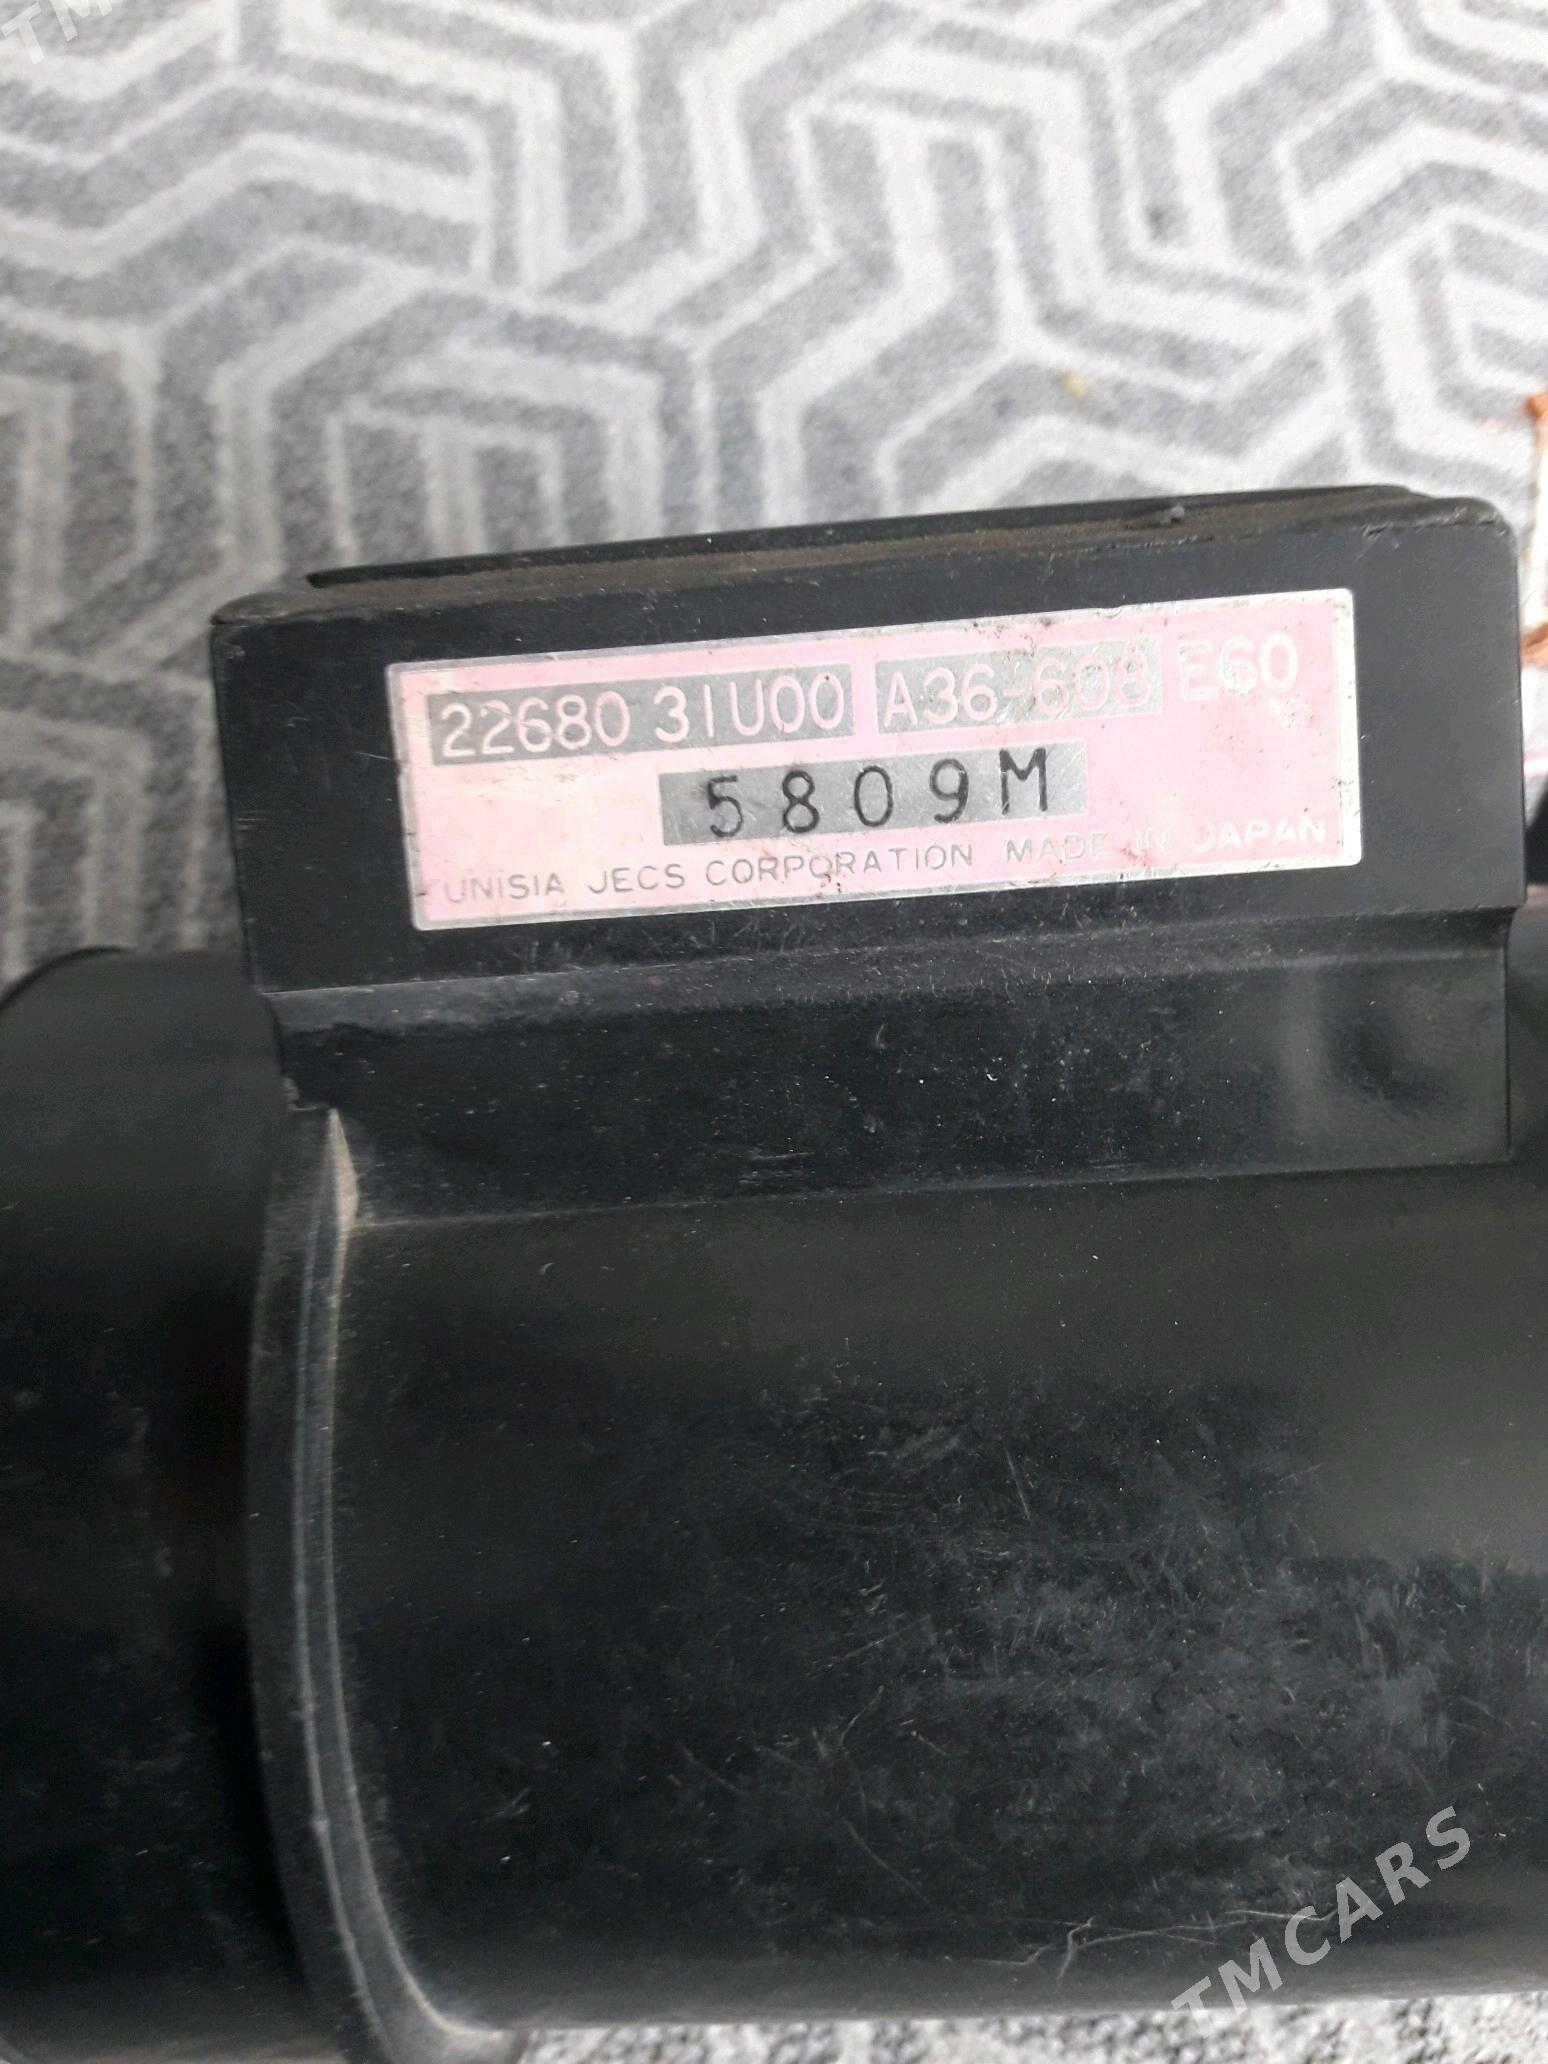 22680 31U00 A36-608 E60
5809M
UNISIA JECS CORPORATION MADE IN JAPAN
TMCARS